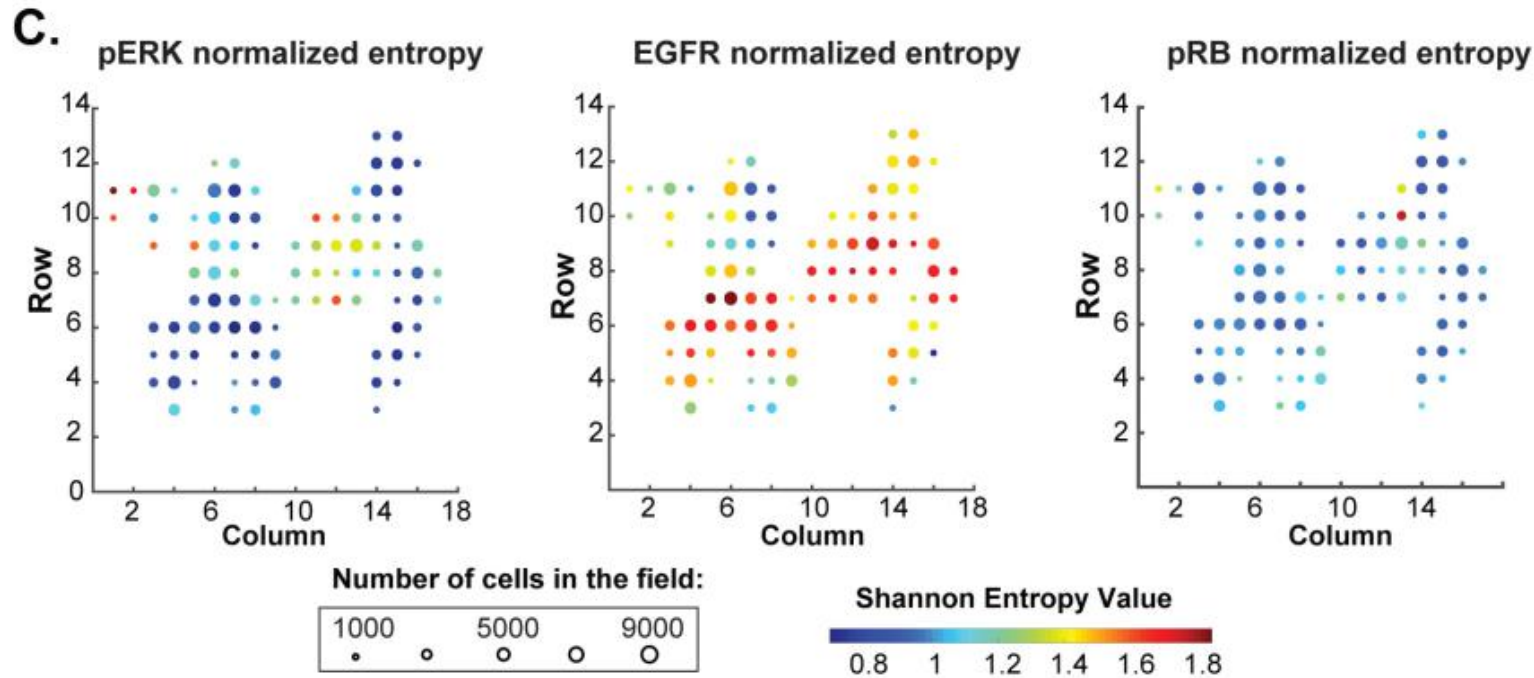 C.
pERK normalized entropy
EGFR normalized entropy
pRB normalized entropy
14
12
10
8
6
4
2
0
Row
2 6 10 14 18
Column
14
12
10
8
6
4
2
Row
2 6 10 14 18
Column
14
12
10
8
6
4
2
Row
2 6 10 14
Column
Number of cells in the field:
1000 5000 9000
Shannon Entropy Value
0.8 1 1.2 1.4 1.6 1.8